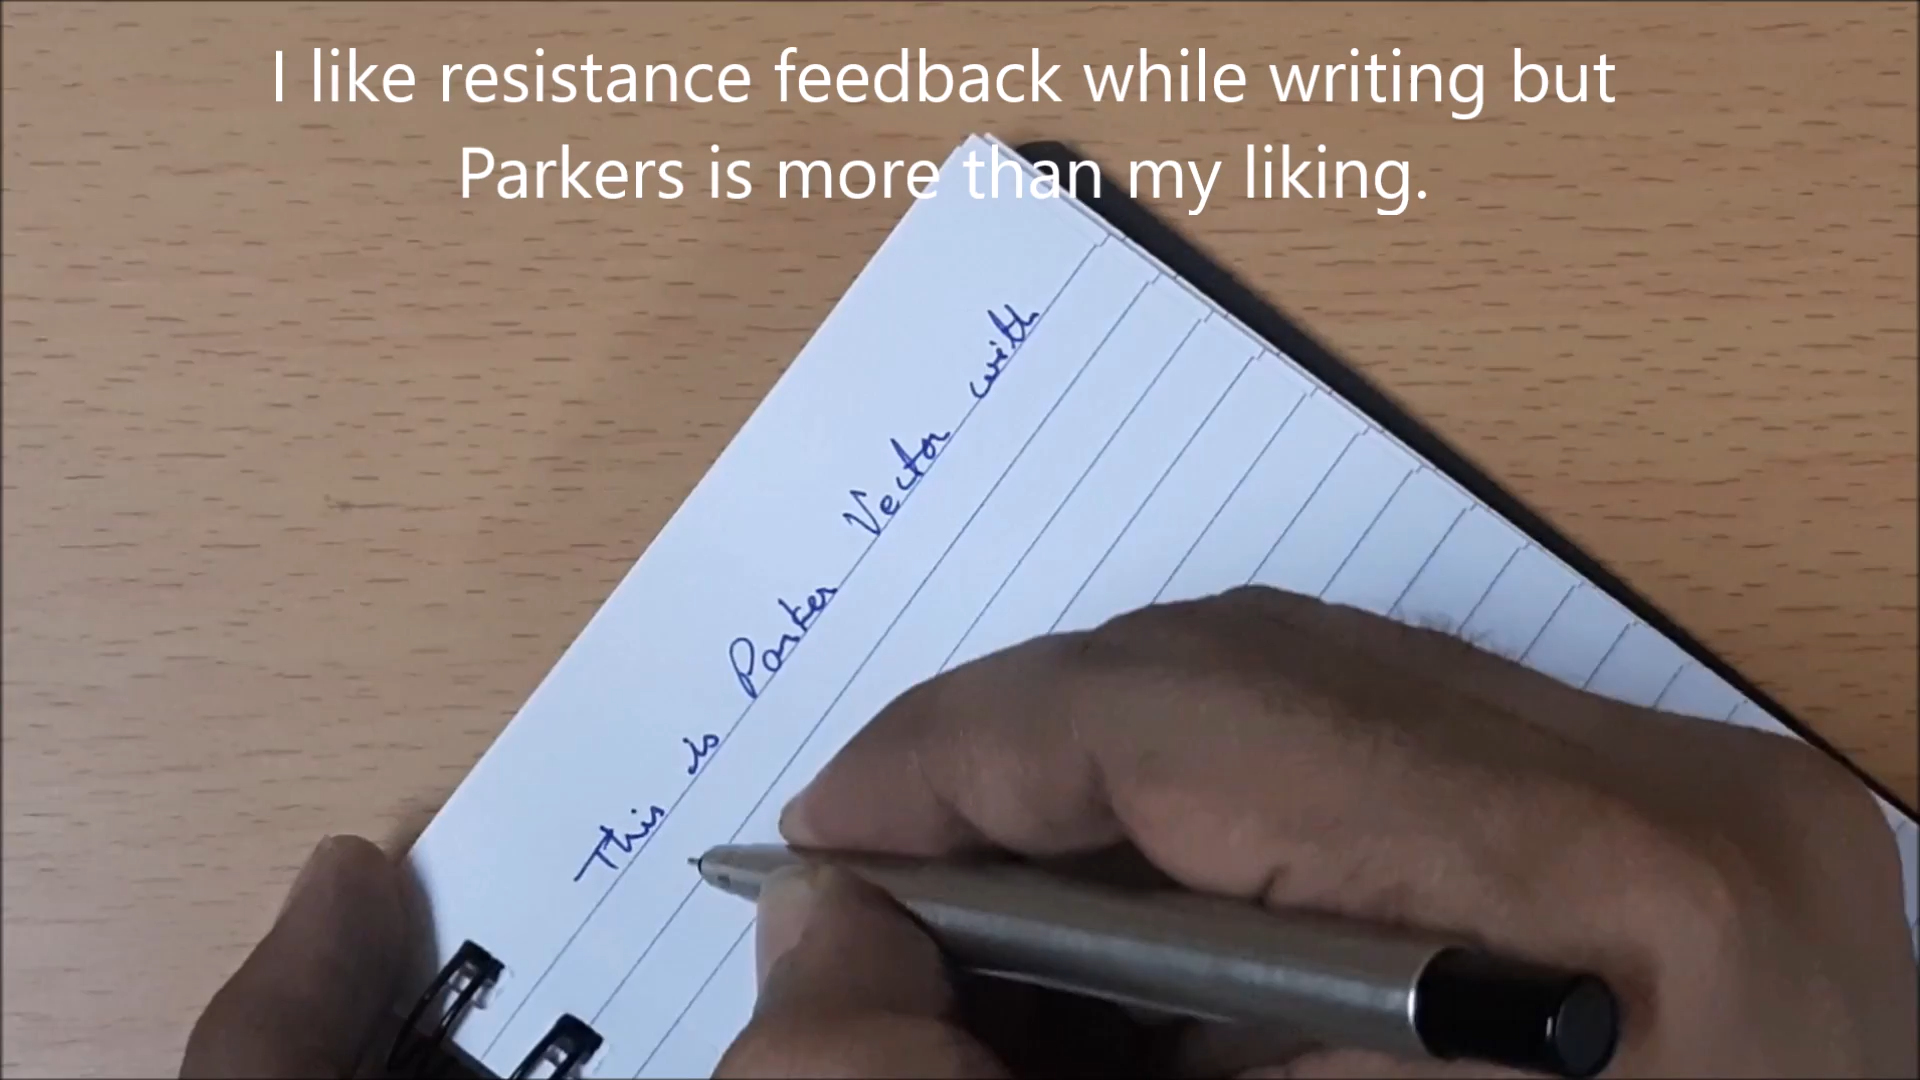 I like resistance feedback while writing but
Parkers is more than my liking.
This is Parker Vector with